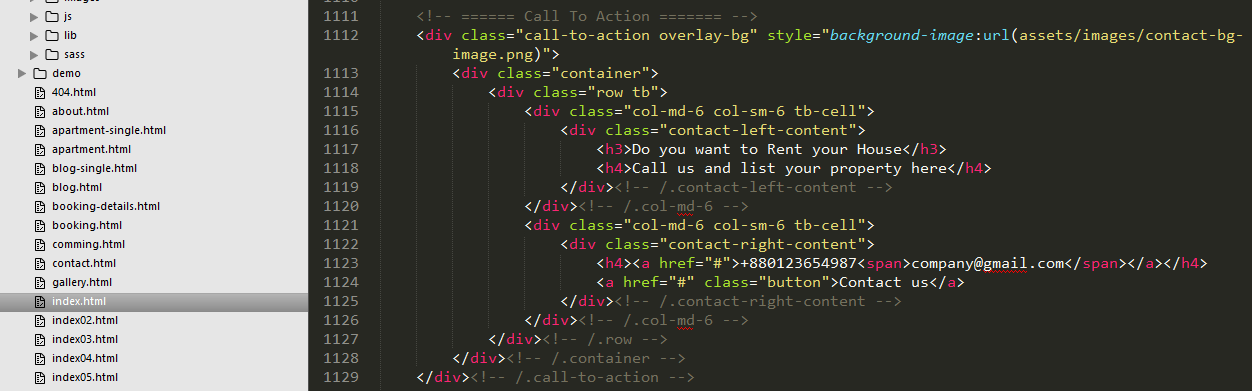 images
js
lib
sass
demo
404.html
about.html
apartment-single.html
apartment.html
blog-single.html
blog.html
booking-details.html
booking.html
comming.html
contact.html
gallery.html
index.html
index02.html
index03.html
index04.html
index05.html
1111 <!-- ====== Call To Action ======= -->
1112 <div class="call-to-action overlay-bg" style="background-image:url(assets/images/contact-bg-
image.png)">
1113 <div class="container">
1114 <div class="row tb">
1115 <div class="col-md-6 col-sm-6 tb-cell">
1116 <div class="contact-left-content">
1117 <h3>Do you want to Rent your House</h3>
1118 <h4>Call us and list your property here</h4>
1119 </div><!-- /.contact-left-content -->
1120 </div><!-- /.col-md-6 -->
1121 <div class="col-md-6 col-sm-6 tb-cell">
1122 <div class="contact-right-content">
1123 <h4><a href="#">+880123654987<span>company@gmail.com</span></a></h4>
1124 <a href="#" class="button">Contact us</a>
1125 </div><!-- /.contact-right-content -->
1126 </div><!-- /.col-md-6 -->
1127 </div><!-- /.row -->
1128 </div><!-- /.container -->
1129 </div><!-- /.call-to-action -->